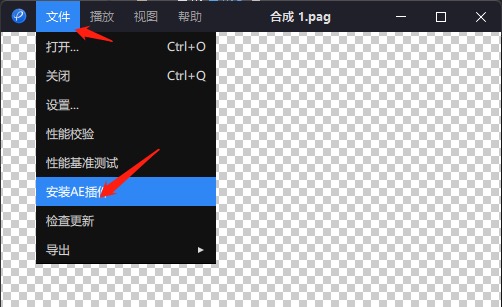 文件 播放 视图 帮助 合成 1.pag
打开... Ctrl+O
关闭 Ctrl+Q
设置...
性能校验
性能基准测试
安装AE插件
检查更新
导出